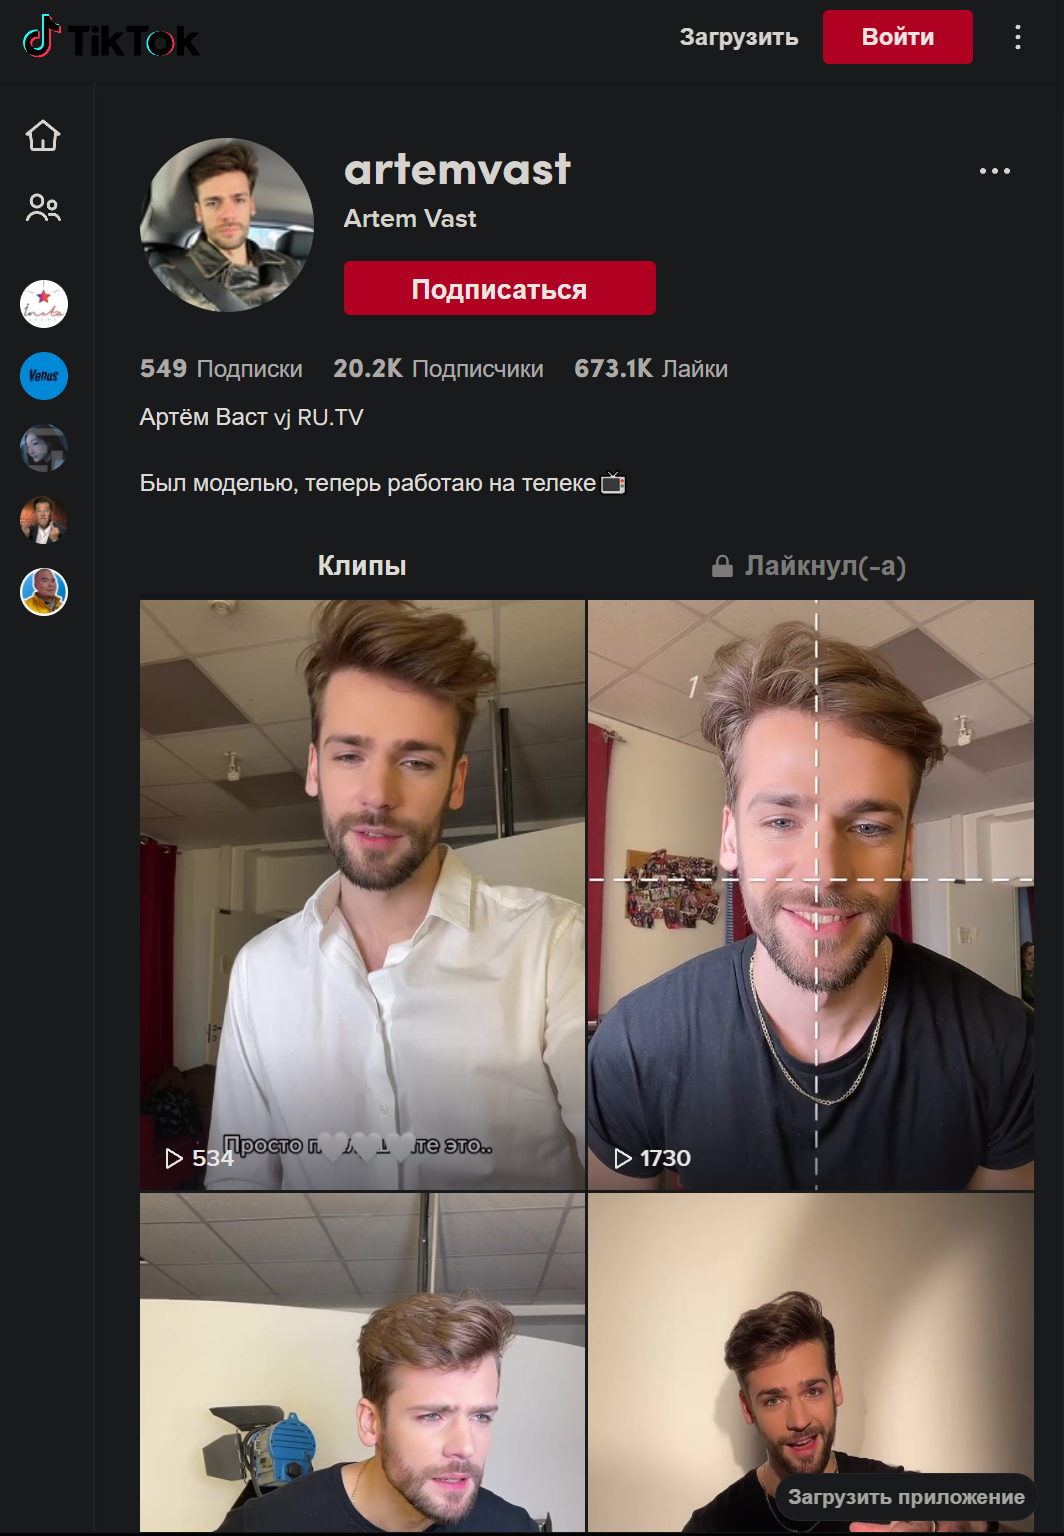 TikTok
Загрузить
Войти
artemvast
Artem Vast
Подписаться
549 Подписки 20.2K Подписчики 673.1K Лайки
Артём Васт vj RU.TV
Был моделью, теперь работаю на телеке
Клипы
Лайкнул(-а)
insta
Venus
1
Просто те это..
534
1730
Загрузить приложение